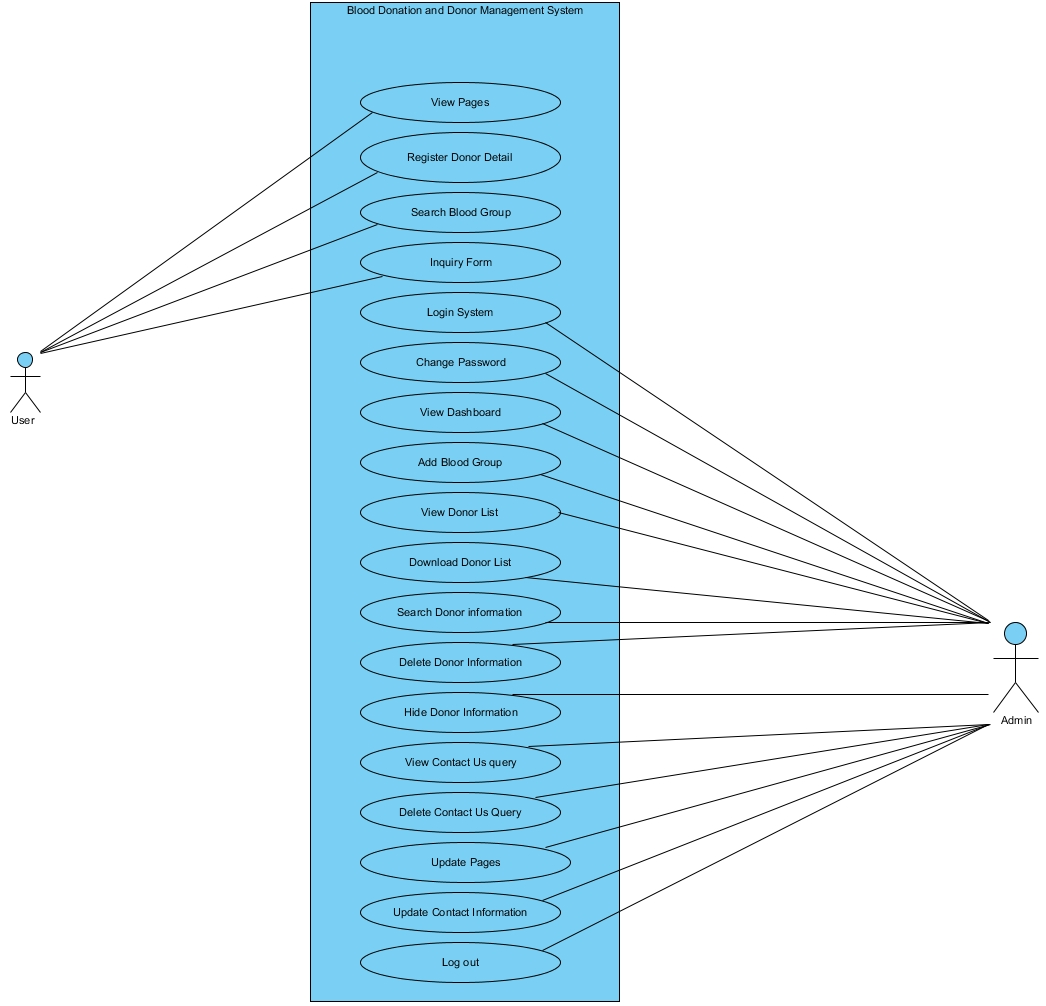 Blood Donation and Donor Management System
View Pages
Register Donor Detail
Search Blood Group
Inquiry Form
Login System
Change Password
View Dashboard
User
Add Blood Group
View Donor List
Download Donor List
Search Donor information
Delete Donor Information
Hide Donor Information
Admin
View Contact Us query
Delete Contact Us Query
Update Pages
Update Contact Information
Log out